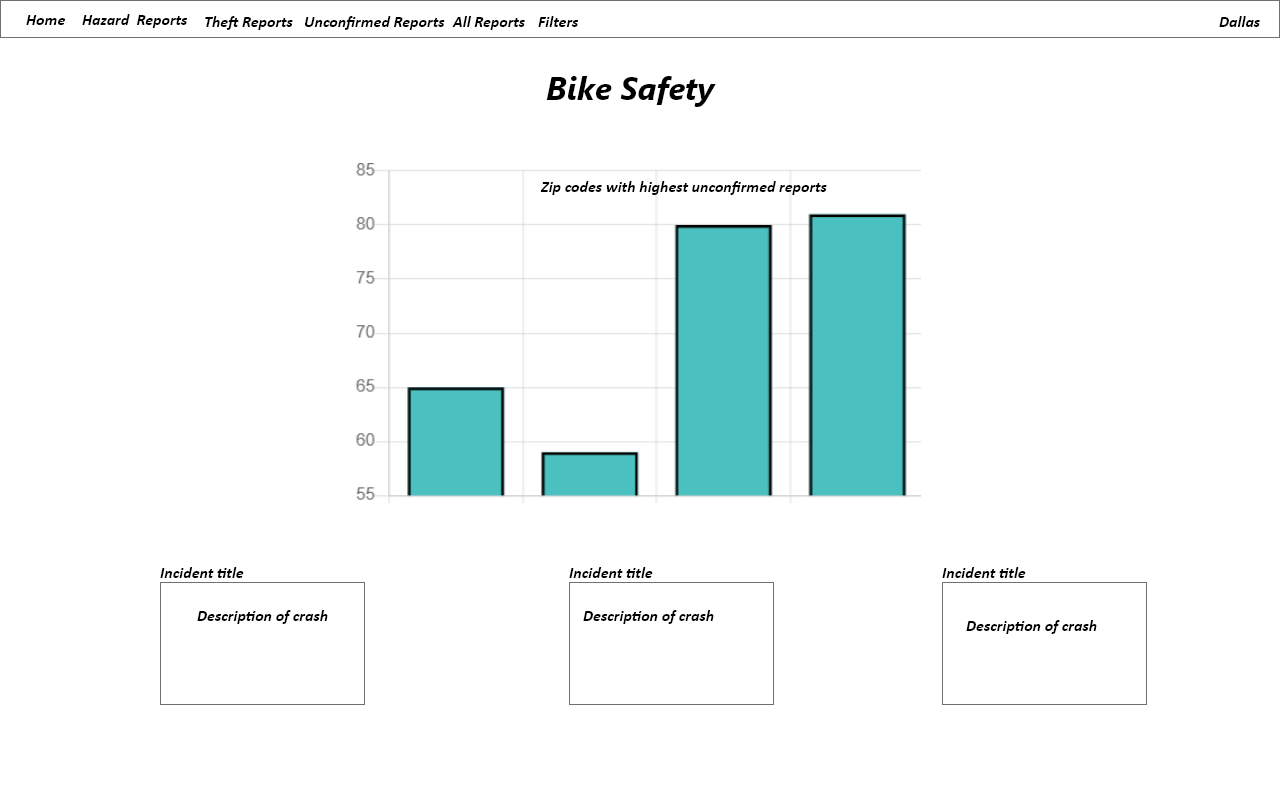 Home Hazard Reports Theft Reports Unconfirmed Reports All Reports Filters Dallas
Bike Safety
85
Zip codes with highest unconfirmed reports
80
75
70
65
60
55
Incident title Incident title Incident title
Description of crash Description of crash Description of crash